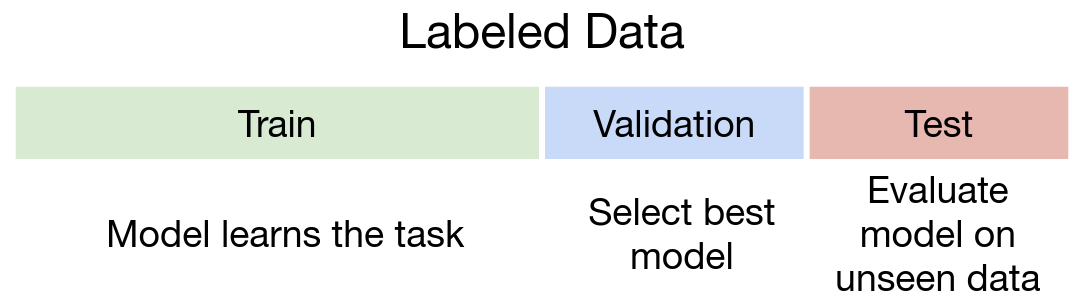 Labeled Data
Train
Validation
Test
Model learns the task
Select best
model
Evaluate
model on
unseen data